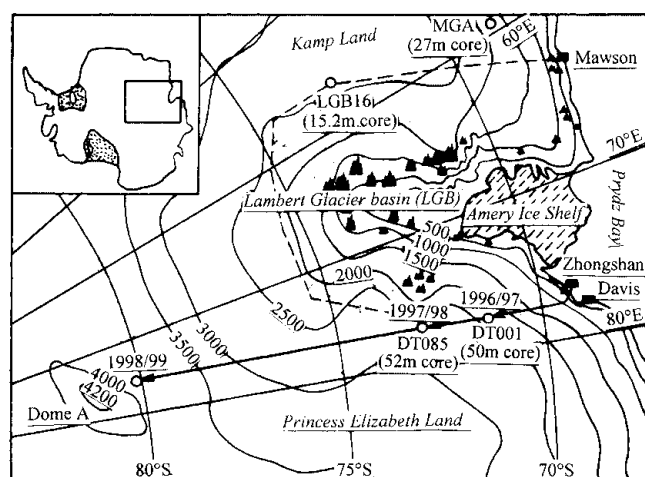 MGA
(27m core)
60°E
Kamp Land
Mawson
LGB16
(15.2m core)
70°E
Lambert Glacier basin (LGB)
Amery Ice Shelf
Prydz Bay
500
1000
1500
2000
2500
3000
3500
4000
4200
Zhongshan
Davis
80°E
1996/97
1997/98
1998/99
DT001
(50m core)
DT085
(52m core)
Dome A
Princess Elizabeth Land
80°S
75°S
70°S